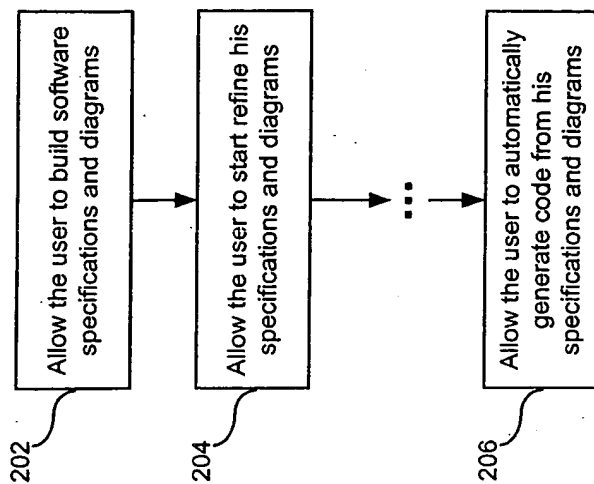 202
Allow the user to build software
specifications and diagrams
204
Allow the user to start refine his
specifications and diagrams
...
206
Allow the user to automatically
generate code from his
specifications and diagrams